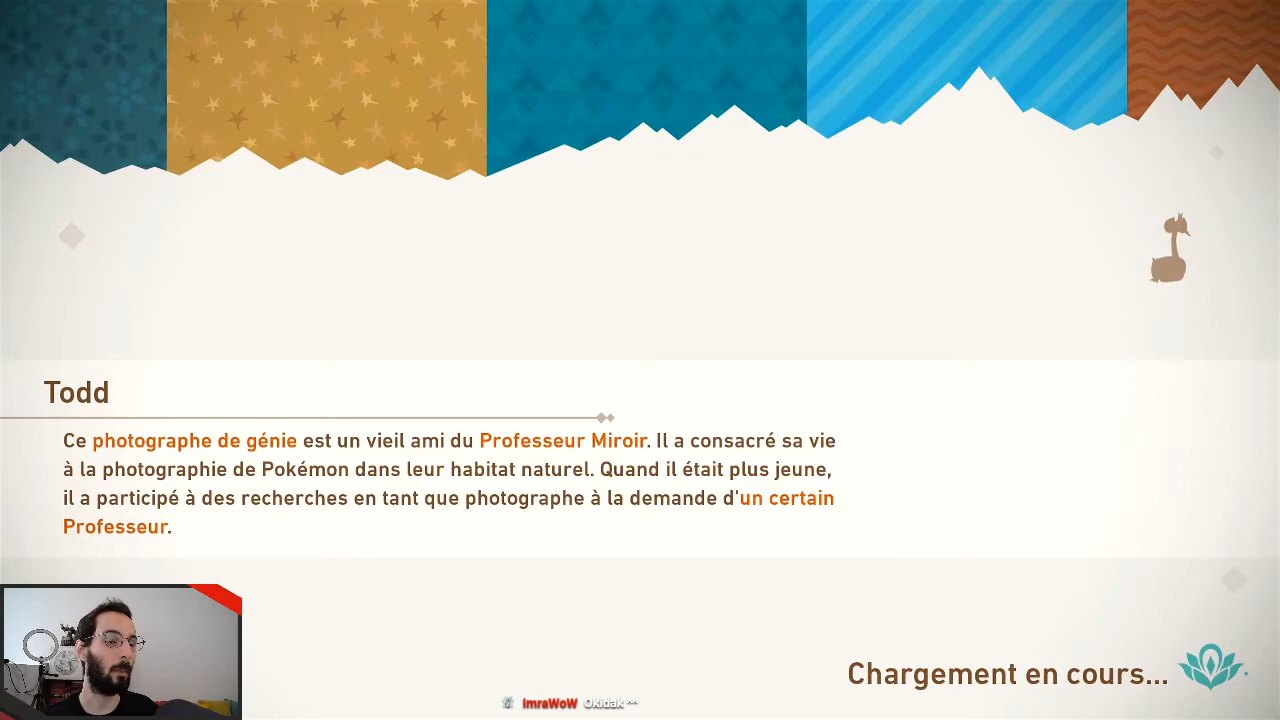 Todd
Ce photographe de génie est un vieil ami du Professeur Miroir. Il a consacré sa vie
à la photographie de Pokémon dans leur habitat naturel. Quand il était plus jeune,
il a participé à des recherches en tant que photographe à la demande d'un certain
Professeur.
Chargement en cours...
ImraWoW Okidak ^^